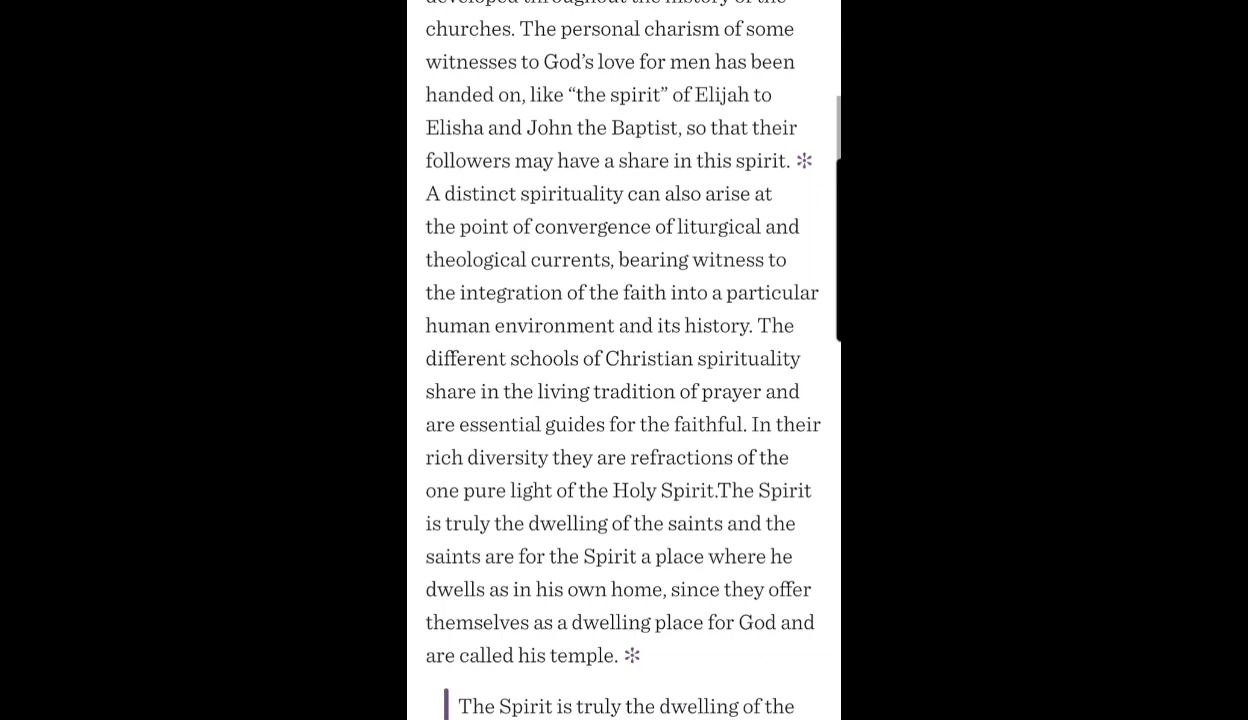 developed throughout the history of the
churches. The personal charism of some
witnesses to God’s love for men has been
handed on, like “the spirit” of Elijah to
Elisha and John the Baptist, so that their
followers may have a share in this spirit. ✻
A distinct spirituality can also arise at
the point of convergence of liturgical and
theological currents, bearing witness to
the integration of the faith into a particular
human environment and its history. The
different schools of Christian spirituality
share in the living tradition of prayer and
are essential guides for the faithful. In their
rich diversity they are refractions of the
one pure light of the Holy Spirit.The Spirit
is truly the dwelling of the saints and the
saints are for the Spirit a place where he
dwells as in his own home, since they offer
themselves as a dwelling place for God and
are called his temple. ✻
The Spirit is truly the dwelling of the